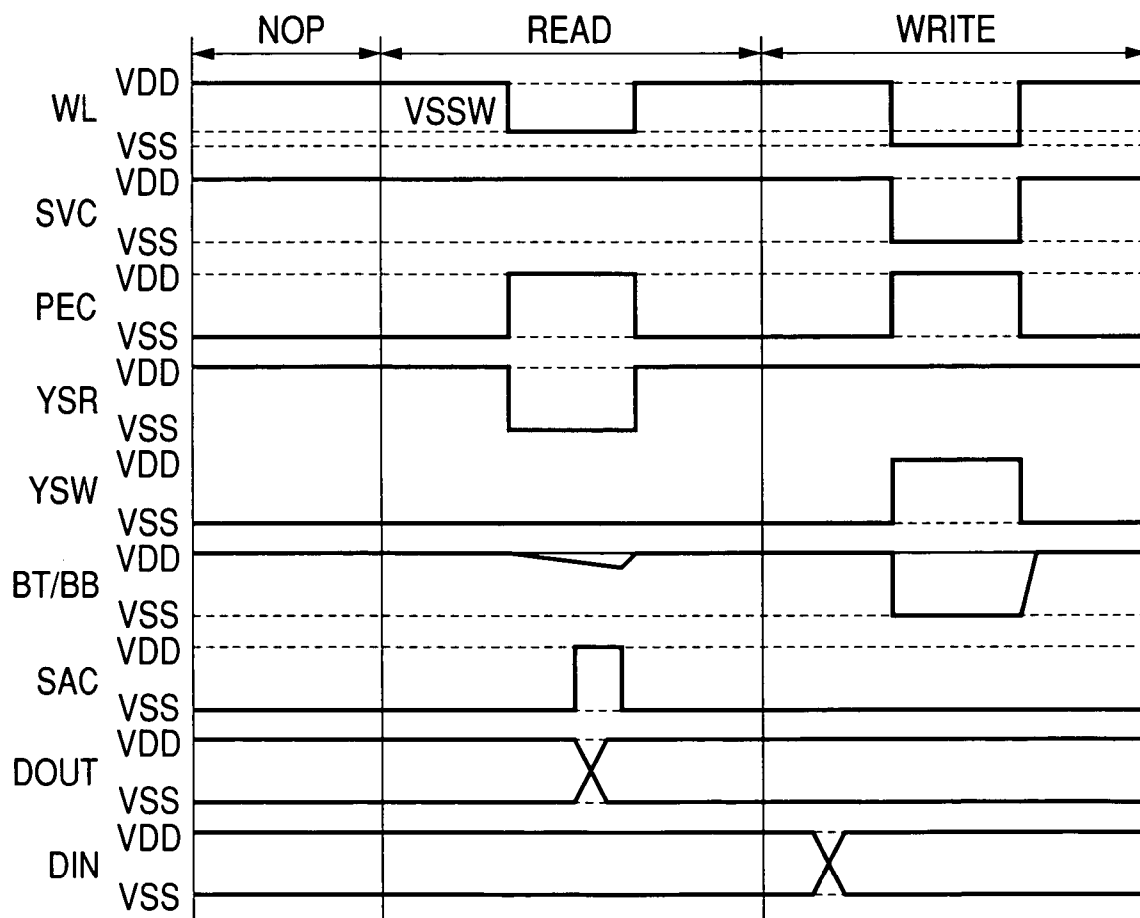 NOP READ WRITE
WL VDD VSSW VSS
SVC VDD VSS
PEC VDD VSS
YSR VDD VSS
YSW VDD VSS
BT/BB VDD VSS
SAC VDD VSS
DOUT VDD VSS
DIN VDD VSS